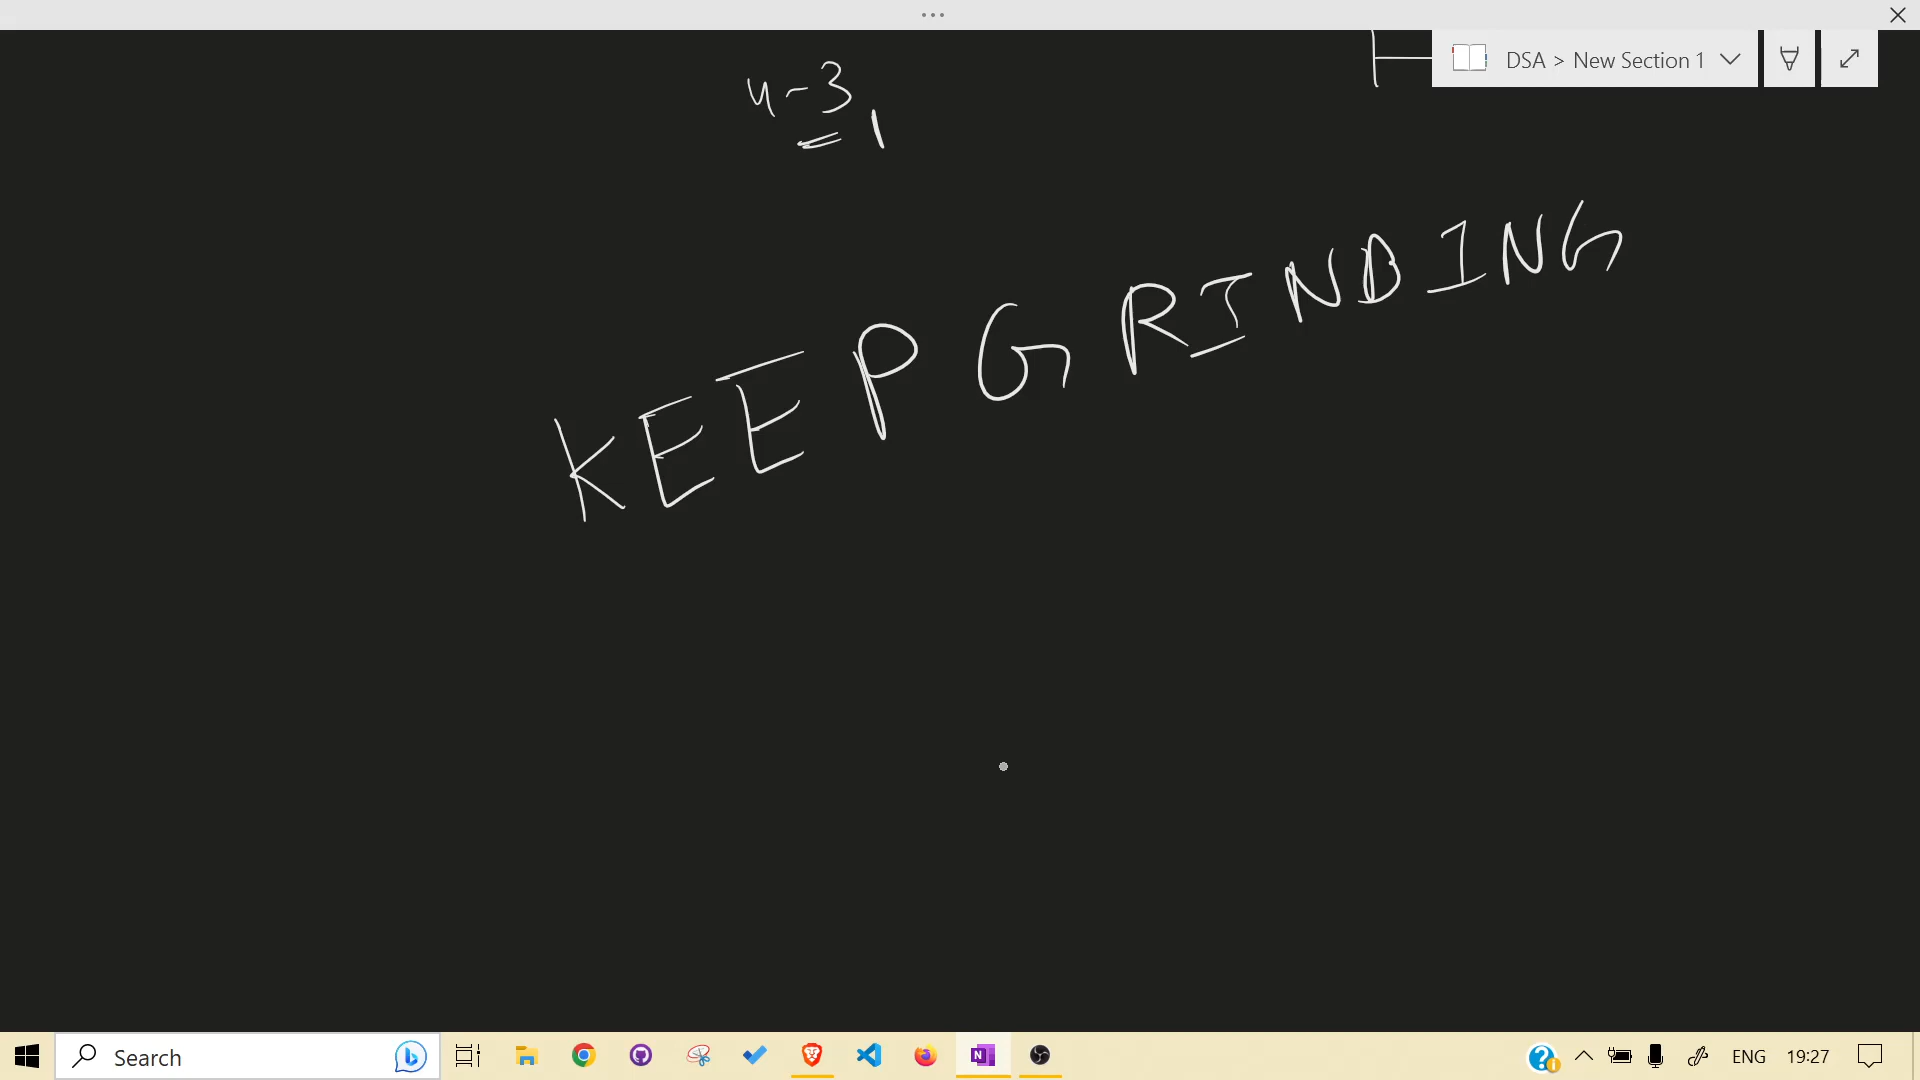 DSA > New Section 1
4-3
= 1
KEEP GRINDING
Search
ENG 19:27